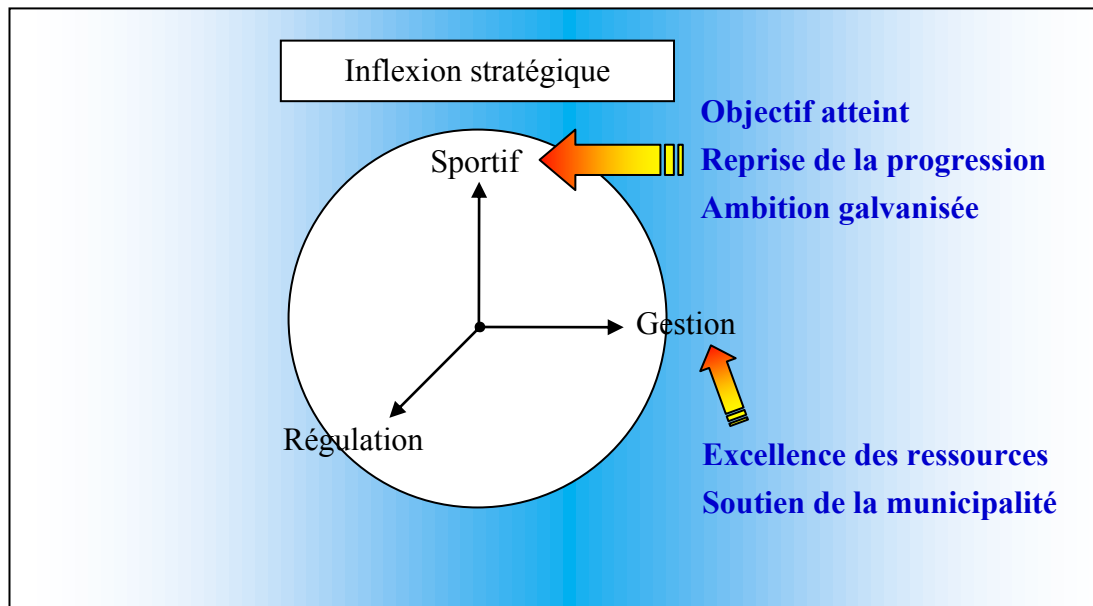 Inflexion stratégique
Objectif atteint
Sportif
Reprise de la progression
Ambition galvanisée
Gestion
Régulation
Excellence des ressources
Soutien de la municipalité